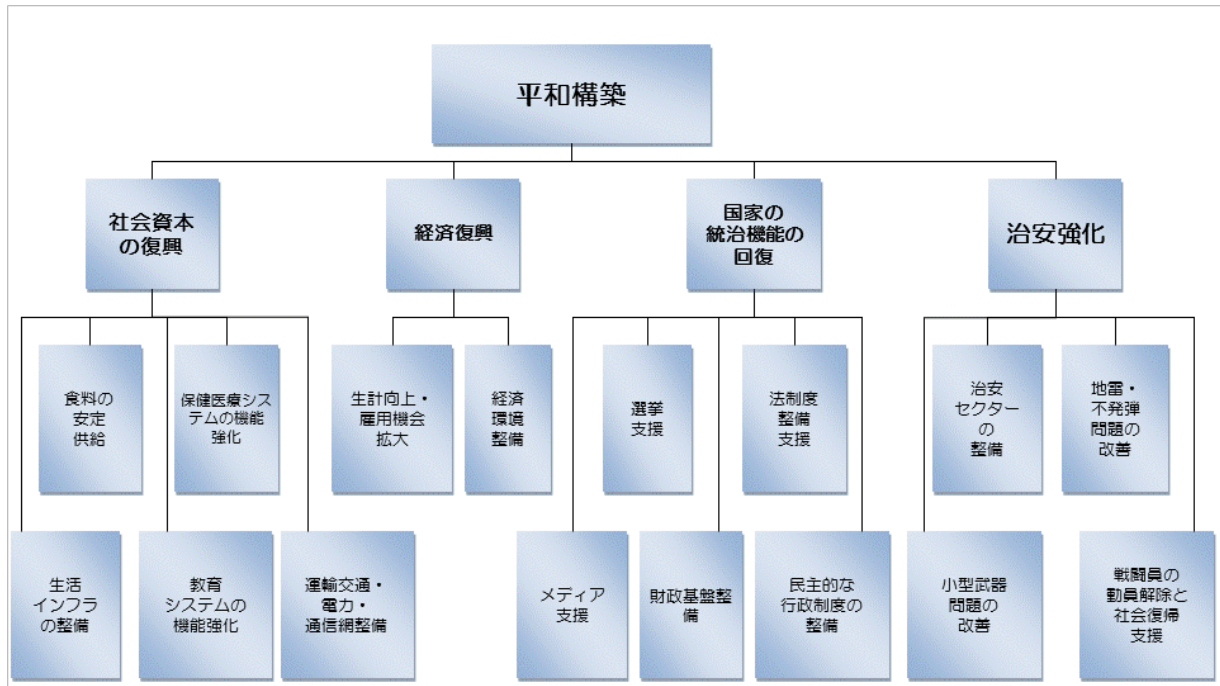 平和構築
社会資本
の復興
経済復興
国家の
統治機能の
回復
治安強化
食料の
安定
供給
保健医療シス
テムの機能
強化
生計向上・
雇用機会
拡大
経済
環境
整備
選挙
支援
法制度
整備
支援
治安
セクター
の
整備
地雷・
不発弾
問題の
改善
生活
インフラ
の整備
教育
システムの
機能強化
運輸交通・
電力・
通信網整備
メディア
支援
財政基盤整
備
民主的な
行政制度の
整備
小型武器
問題の
改善
戦闘員の
動員解除と
社会復帰
支援